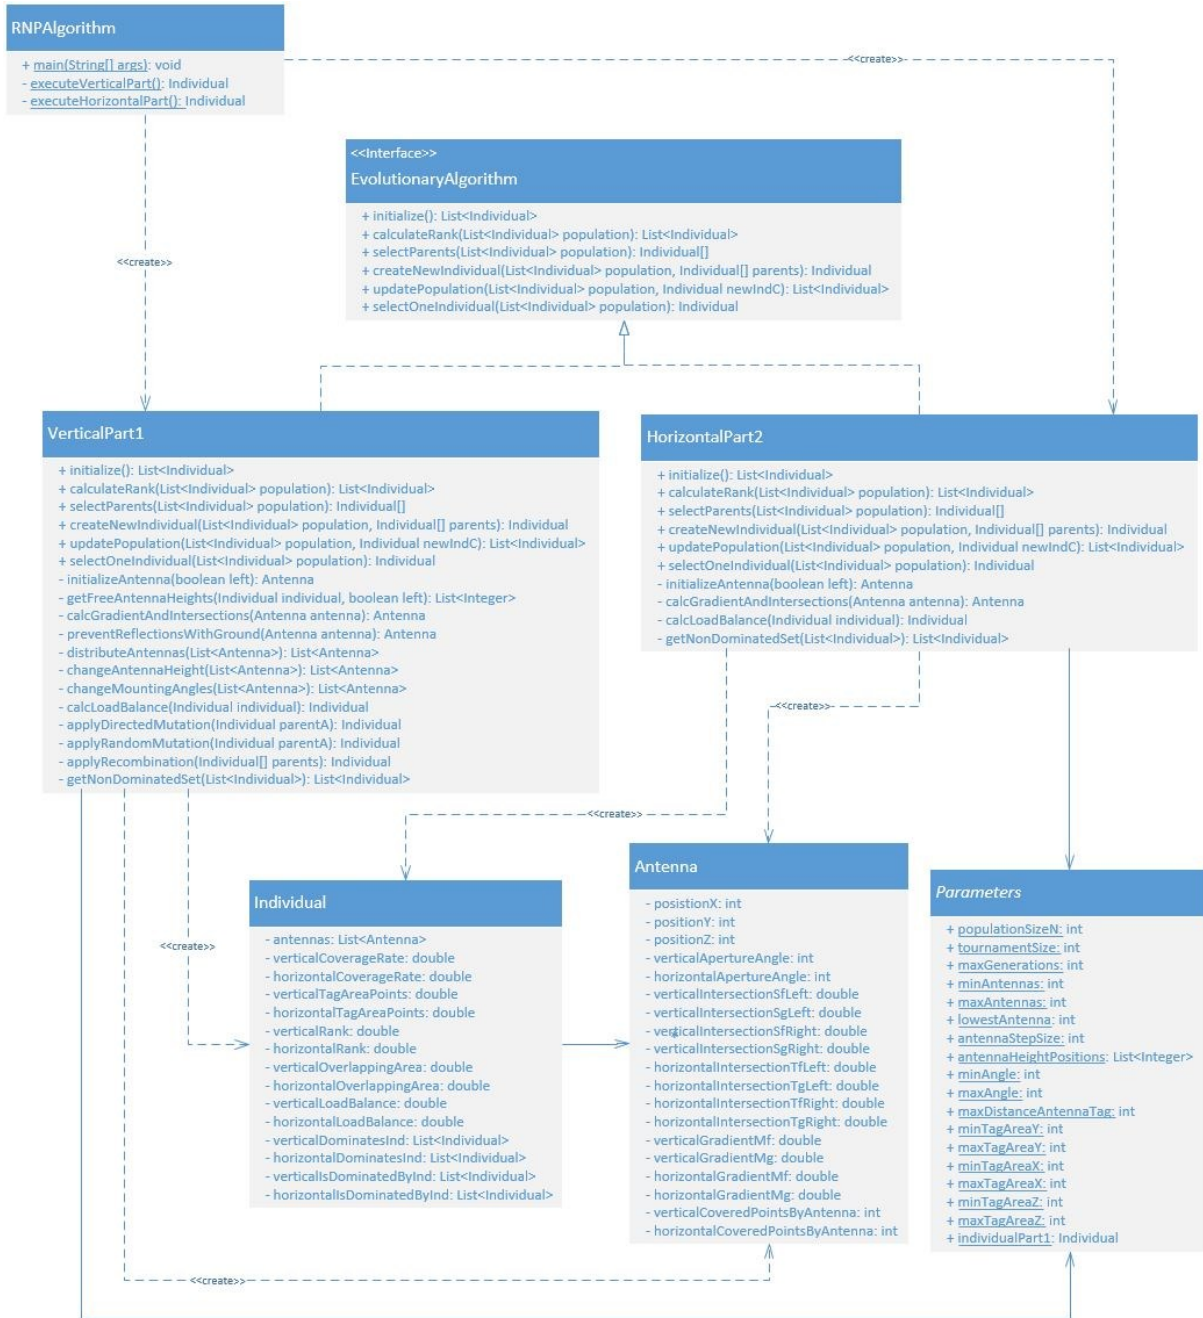 RNPAlgorithm
+ main(String[] args): void
- executeVerticalPart(): Individual
- executeHorizontalPart(): Individual
<<create>>
<<Interface>>
EvolutionaryAlgorithm
+ initialize(): List<Individual>
+ calculateRank(List<Individual> population): List<Individual>
+ selectParents(List<Individual> population): Individual[]
+ createNewIndividual(List<Individual> population, Individual[] parents): Individual
+ updatePopulation(List<Individual> population, Individual newIndC): List<Individual>
+ selectOneIndividual(List<Individual> population): Individual
<<create>>
VerticalPart1
+ initialize(): List<Individual>
+ calculateRank(List<Individual> population): List<Individual>
+ selectParents(List<Individual> population): Individual[]
+ createNewIndividual(List<Individual> population, Individual[] parents): Individual
+ updatePopulation(List<Individual> population, Individual newIndC): List<Individual>
+ selectOneIndividual(List<Individual> population): Individual
- initializeAntenna(boolean left): Antenna
- getFreeAntennaHeights(Individual individual, boolean left): List<Integer>
- calcGradientAndIntersections(Antenna antenna): Antenna
- preventReflectionsWithGround(Antenna antenna): Antenna
- distributeAntennas(List<Antenna>): List<Antenna>
- changeAntennaHeight(List<Antenna>): List<Antenna>
- changeMountingAngles(List<Antenna>): List<Antenna>
- calcLoadBalance(Individual individual): Individual
- applyDirectedMutation(Individual parentA): Individual
- applyRandomMutation(Individual parentA): Individual
- applyRecombination(Individual[] parents): Individual
- getNonDominatedSet(List<Individual>): List<Individual>
HorizontalPart2
+ initialize(): List<Individual>
+ calculateRank(List<Individual> population): List<Individual>
+ selectParents(List<Individual> population): Individual[]
+ createNewIndividual(List<Individual> population, Individual[] parents): Individual
+ updatePopulation(List<Individual> population, Individual newIndC): List<Individual>
+ selectOneIndividual(List<Individual> population): Individual
- initializeAntenna(boolean left): Antenna
- calcGradientAndIntersections(Antenna antenna): Antenna
- calcLoadBalance(Individual individual): Individual
- getNonDominatedSet(List<Individual>): List<Individual>
<<create>>
<<create>>
<<create>>
Individual
- antennas: List<Antenna>
- verticalCoverageRate: double
- horizontalCoverageRate: double
- verticalTagAreaPoints: double
- horizontalTagAreaPoints: double
- verticalRank: double
- horizontalRank: double
- verticalOverlappingArea: double
- horizontalOverlappingArea: double
- verticalLoadBalance: double
- horizontalLoadBalance: double
- verticalDominatesInd: List<Individual>
- horizontalDominatesInd: List<Individual>
- verticalIsDominatedByInd: List<Individual>
- horizontalIsDominatedByInd: List<Individual>
Antenna
- posistionX: int
- positionY: int
- positionZ: int
- verticalApertureAngle: int
- horizontalApertureAngle: int
- verticalIntersectionSfLeft: double
- verticalIntersectionSgLeft: double
- verticalIntersectionSfRight: double
- verticalIntersectionSgRight: double
- horizontalIntersectionTfLeft: double
- horizontalIntersectionTgLeft: double
- horizontalIntersectionTfRight: double
- horizontalIntersectionTgRight: double
- verticalGradientMf: double
- verticalGradientMg: double
- horizontalGradientMf: double
- horizontalGradientMg: double
- verticalCoveredPointsByAntenna: int
- horizontalCoveredPointsByAntenna: int
Parameters
+ populationSizeN: int
+ tournamentSize: int
+ maxGenerations: int
+ minAntennas: int
+ maxAntennas: int
+ lowestAntenna: int
+ antennaStepSize: int
+ antennaHeightPositions: List<Integer>
+ minAngle: int
+ maxAngle: int
+ maxDistanceAntennaTag: int
+ minTagAreaY: int
+ maxTagAreaY: int
+ minTagAreaX: int
+ maxTagAreaX: int
+ minTagAreaZ: int
+ maxTagAreaZ: int
+ individualPart1: Individual
<<create>>